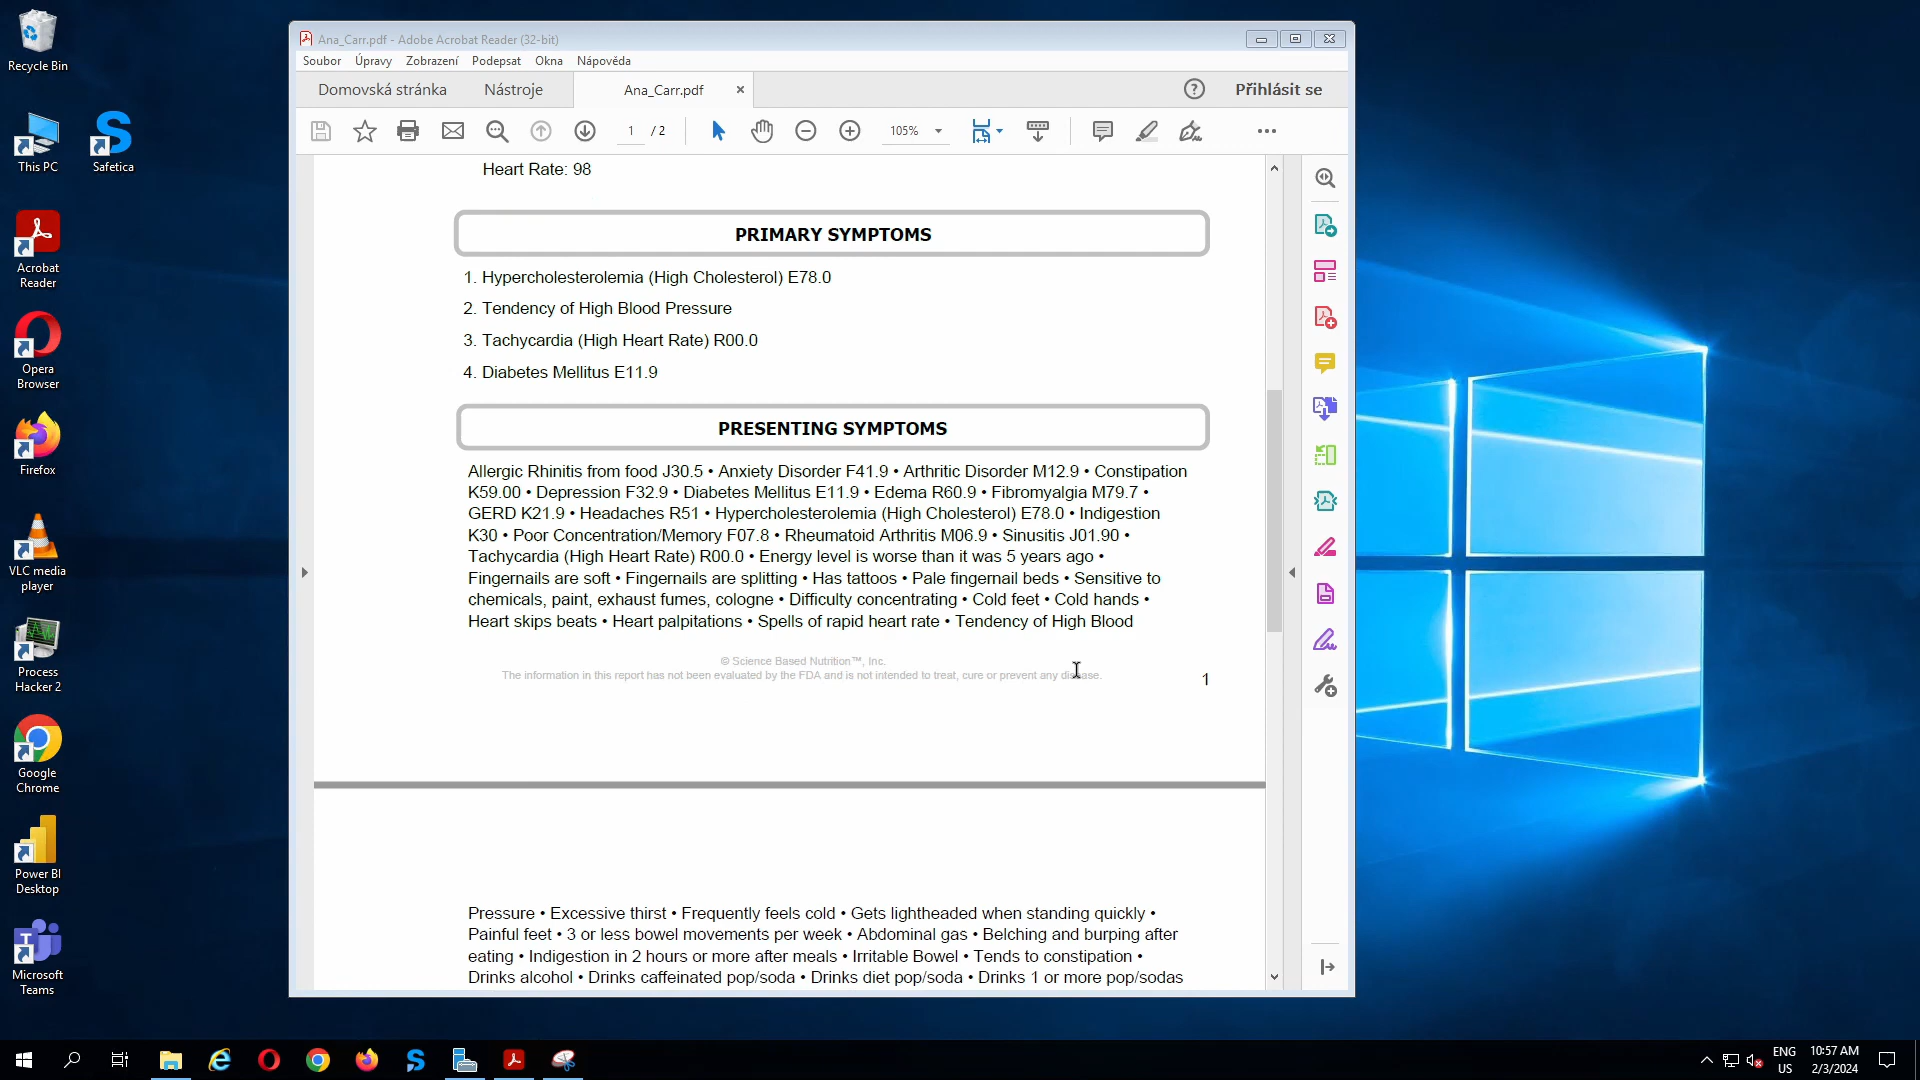 Recycle Bin
This PC
Safetica
Acrobat
Reader
Opera
Browser
Firefox
VLC media
player
Process
Hacker 2
Google
Chrome
Power BI
Desktop
Microsoft
Teams
Ana_Carr.pdf - Adobe Acrobat Reader (32-bit)
Soubor Úpravy Zobrazení Podepsat Okna Nápověda
Domovská stránka Nástroje Ana_Carr.pdf Přihlásit se
1 / 2 105%
Heart Rate: 98
PRIMARY SYMPTOMS
1. Hypercholesterolemia (High Cholesterol) E78.0
2. Tendency of High Blood Pressure
3. Tachycardia (High Heart Rate) R00.0
4. Diabetes Mellitus E11.9
PRESENTING SYMPTOMS
Allergic Rhinitis from food J30.5 • Anxiety Disorder F41.9 • Arthritic Disorder M12.9 • Constipation
K59.00 • Depression F32.9 • Diabetes Mellitus E11.9 • Edema R60.9 • Fibromyalgia M79.7 •
GERD K21.9 • Headaches R51 • Hypercholesterolemia (High Cholesterol) E78.0 • Indigestion
K30 • Poor Concentration/Memory F07.8 • Rheumatoid Arthritis M06.9 • Sinusitis J01.90 •
Tachycardia (High Heart Rate) R00.0 • Energy level is worse than it was 5 years ago •
Fingernails are soft • Fingernails are splitting • Has tattoos • Pale fingernail beds • Sensitive to
chemicals, paint, exhaust fumes, cologne • Difficulty concentrating • Cold feet • Cold hands •
Heart skips beats • Heart palpitations • Spells of rapid heart rate • Tendency of High Blood
© Science Based Nutrition™, Inc.
The information in this report has not been evaluated by the FDA and is not intended to treat, cure or prevent any disease.
1
Pressure • Excessive thirst • Frequently feels cold • Gets lightheaded when standing quickly •
Painful feet • 3 or less bowel movements per week • Abdominal gas • Belching and burping after
eating • Indigestion in 2 hours or more after meals • Irritable Bowel • Tends to constipation •
Drinks alcohol • Drinks caffeinated pop/soda • Drinks diet pop/soda • Drinks 1 or more pop/sodas
ENG
US
10:57 AM
2/3/2024